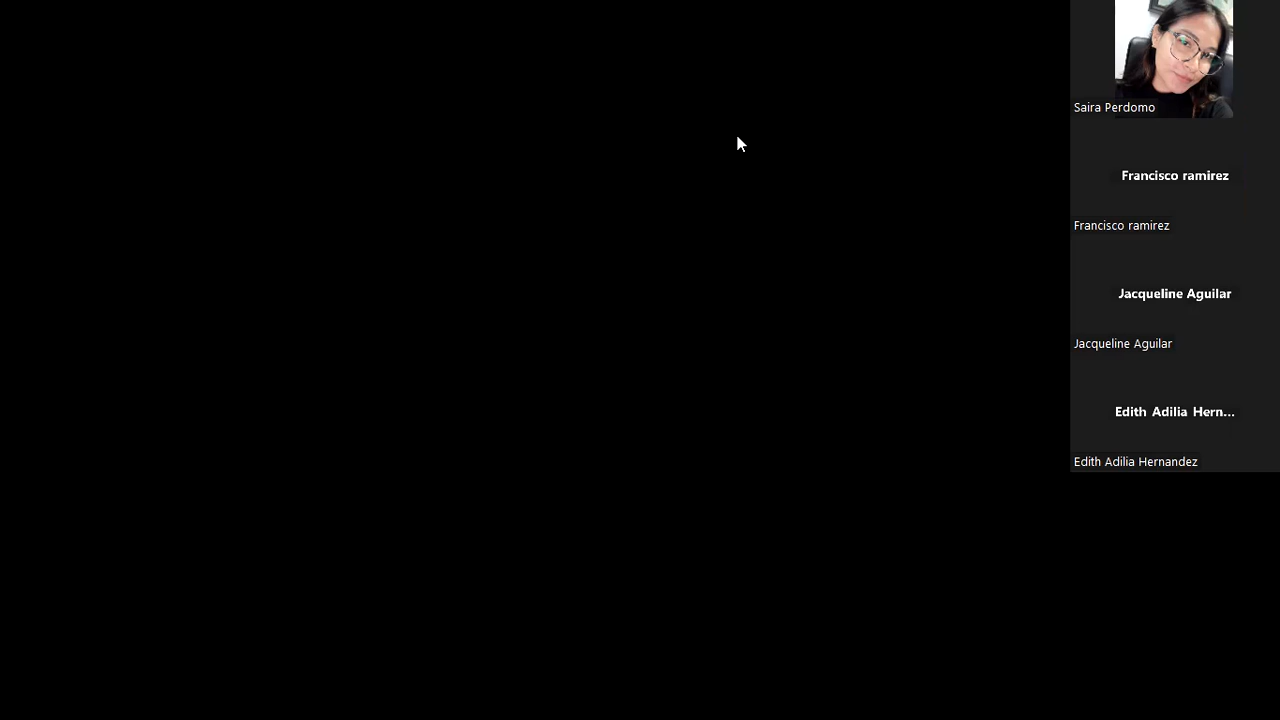 Saira Perdomo
Francisco ramirez
Francisco ramirez
Jacqueline Aguilar
Jacqueline Aguilar
Edith Adilia Hern...
Edith Adilia Hernandez